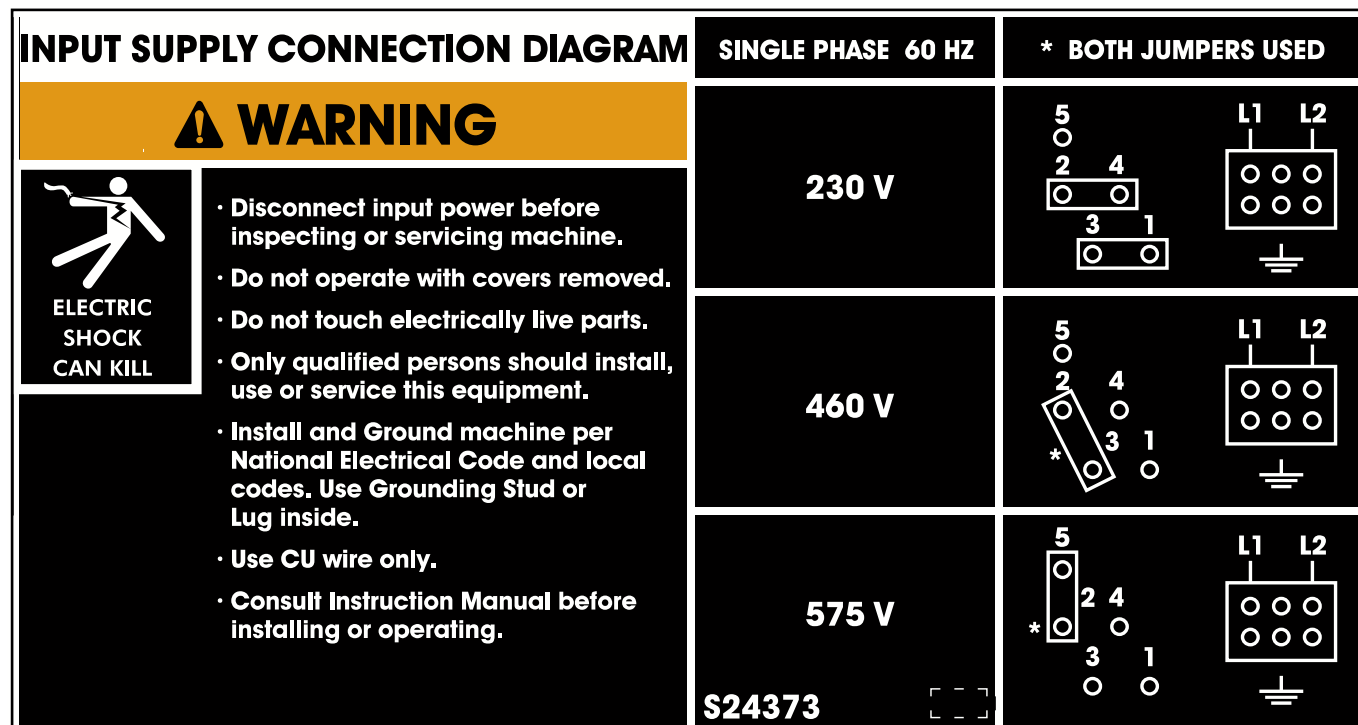 INPUT SUPPLY CONNECTION DIAGRAM
WARNING
ELECTRIC
SHOCK
CAN KILL
· Disconnect input power before
inspecting or servicing machine.
· Do not operate with covers removed.
· Do not touch electrically live parts.
· Only qualified persons should install,
use or service this equipment.
· Install and Ground machine per
National Electrical Code and local
codes. Use Grounding Stud or
Lug inside.
· Use CU wire only.
· Consult Instruction Manual before
installing or operating.
SINGLE PHASE 60 HZ
* BOTH JUMPERS USED
230 V
5 L1 L2
2 4
3 1
460 V
5 L1 L2
2 4
* 3 1
575 V
5 L1 L2
2 4
*
3 1
S24373